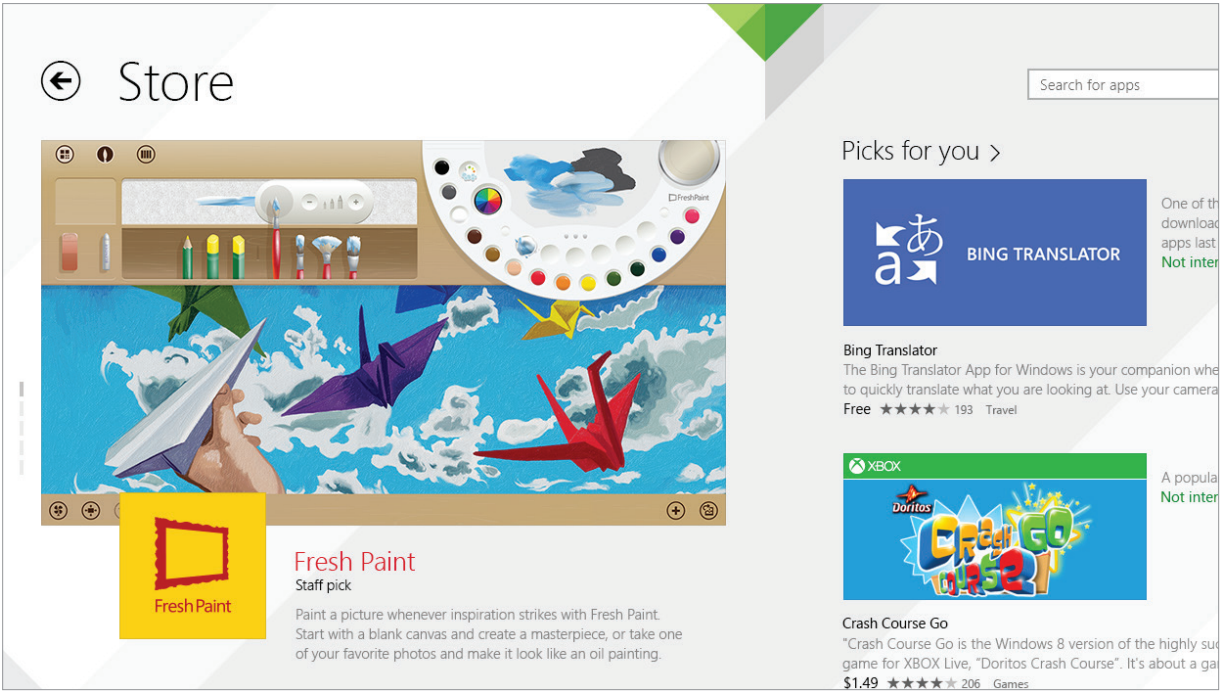 Store
Search for apps
FreshPaint
Fresh Paint
Fresh Paint
Staff pick
Paint a picture whenever inspiration strikes with Fresh Paint.
Start with a blank canvas and create a masterpiece, or take one
of your favorite photos and make it look like an oil painting.
Picks for you
あ
a
BING TRANSLATOR
One of th
download
apps last
Not inter
Bing Translator
The Bing Translator App for Windows is your companion whe
to quickly translate what you are looking at. Use your camera
Free 193 Travel
XBOX
Doritos
Crash
Course
GO
A popula
Not inter
Crash Course Go
"Crash Course Go is the Windows 8 version of the highly suc
game for XBOX Live, "Doritos Crash Course". It's about a ga
$1.49 206 Games